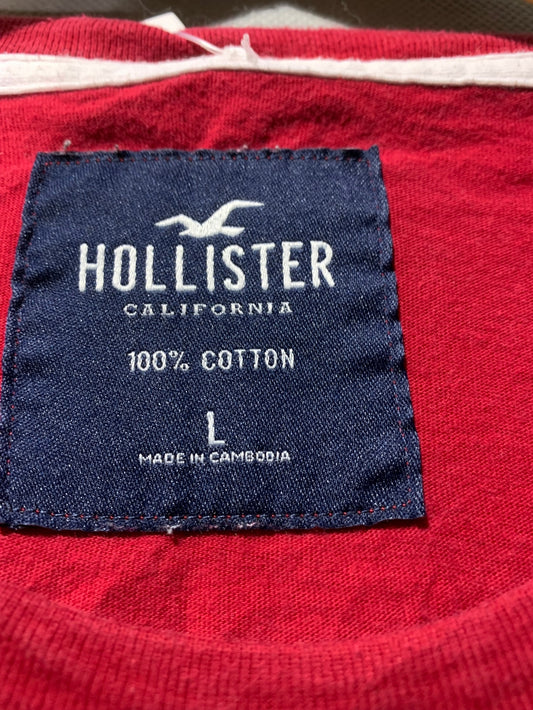 HOLLISTER
CALIFORNIA
100% COTTON
L
MADE IN CAMBODIA